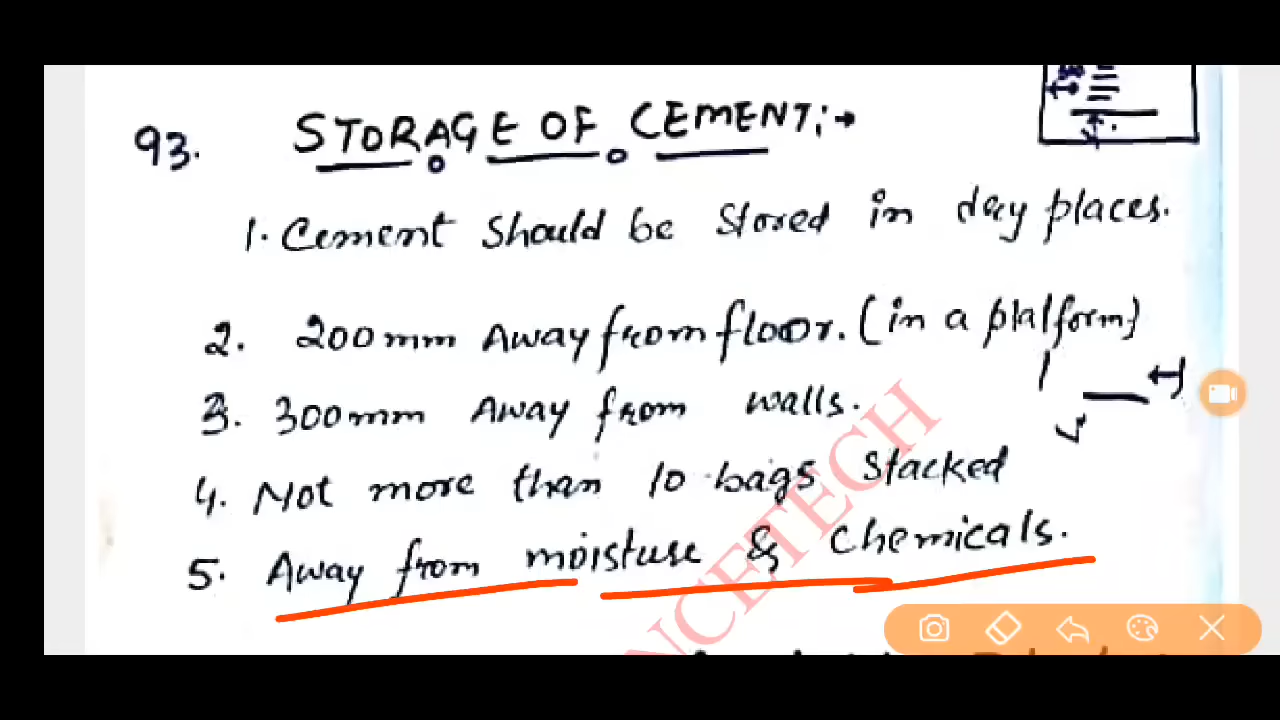 93. STORAGE OF CEMENT:→
1. Cement should be stored in dry places.
2. 200mm Away from floor. (in a platform)
3. 300mm Away from walls.
4. Not more than 10 bags stacked
5. Away from moisture & chemicals.
NCETECH